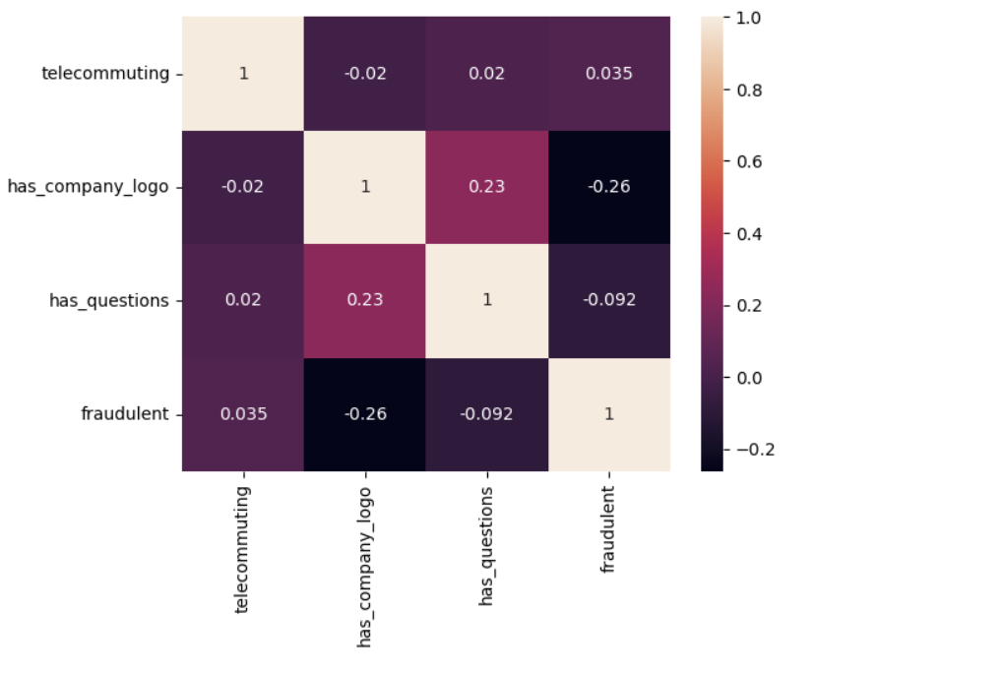 telecommuting 1 -0.02 0.02 0.035
has_company_logo -0.02 1 0.23 -0.26
has_questions 0.02 0.23 1 -0.092
fraudulent 0.035 -0.26 -0.092 1
telecommuting
has_company_logo
has_questions
fraudulent
1.0
0.8
0.6
0.4
0.2
0.0
−0.2